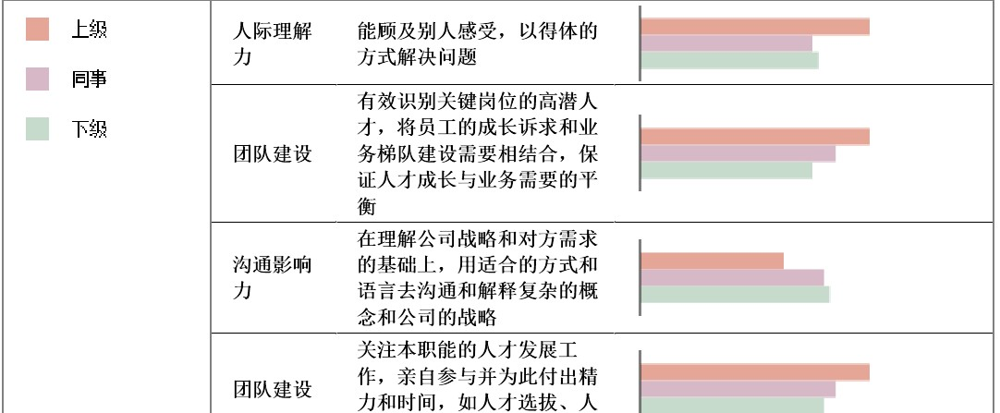 上级
同事
下级
人际理解
力
能顾及别人感受，以得体的
方式解决问题
团队建设
有效识别关键岗位的高潜人
才，将员工的成长诉求和业
务梯队建设需要相结合，保
证人才成长与业务需要的平
衡
沟通影响
力
在理解公司战略和对方需求
的基础上，用适合的方式和
语言去沟通和解释复杂的概
念和公司的战略
团队建设
关注本职能的人才发展工
作，亲自参与并为此付出精
力和时间，如人才选拔、人